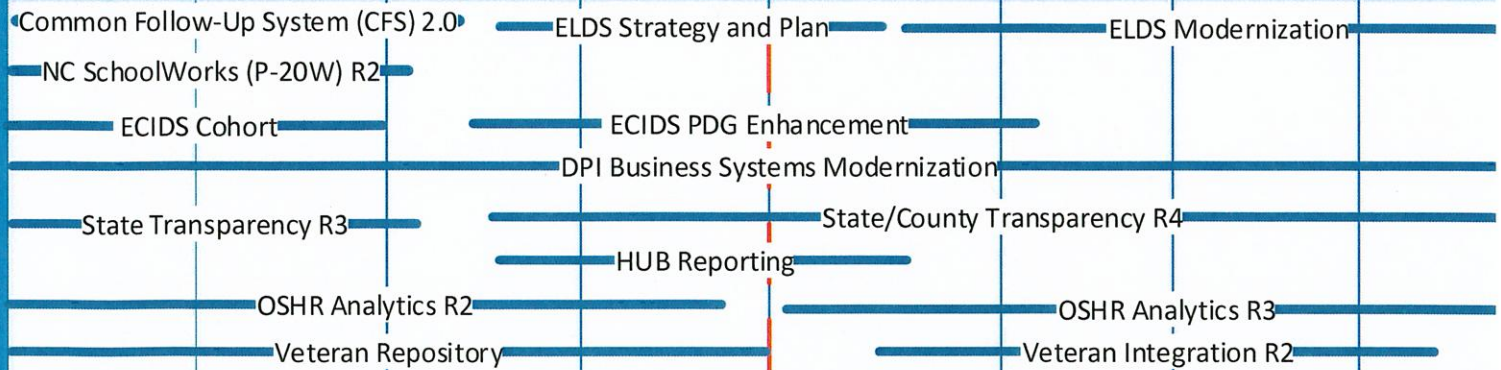 Common Follow-Up System (CFS) 2.0
ELDS Strategy and Plan
ELDS Modernization
NC SchoolWorks (P-20W) R2
ECIDS Cohort
ECIDS PDG Enhancement
DPI Business Systems Modernization
State Transparency R3
State/County Transparency R4
HUB Reporting
OSHR Analytics R2
OSHR Analytics R3
Veteran Repository
Veteran Integration R2